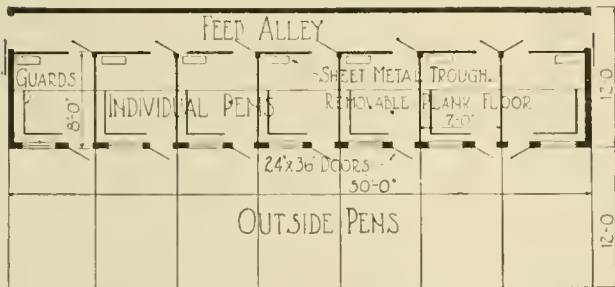 FEED ALLEY
GUARDS
SHEET METAL TROUGH
INDIVIDUAL PENS
REMOVABLE PLANK FLOOR
8'-0"
7'-0"
12'-0
24"x36" DOORS
50'-0"
OUTSIDE PENS
12'-0